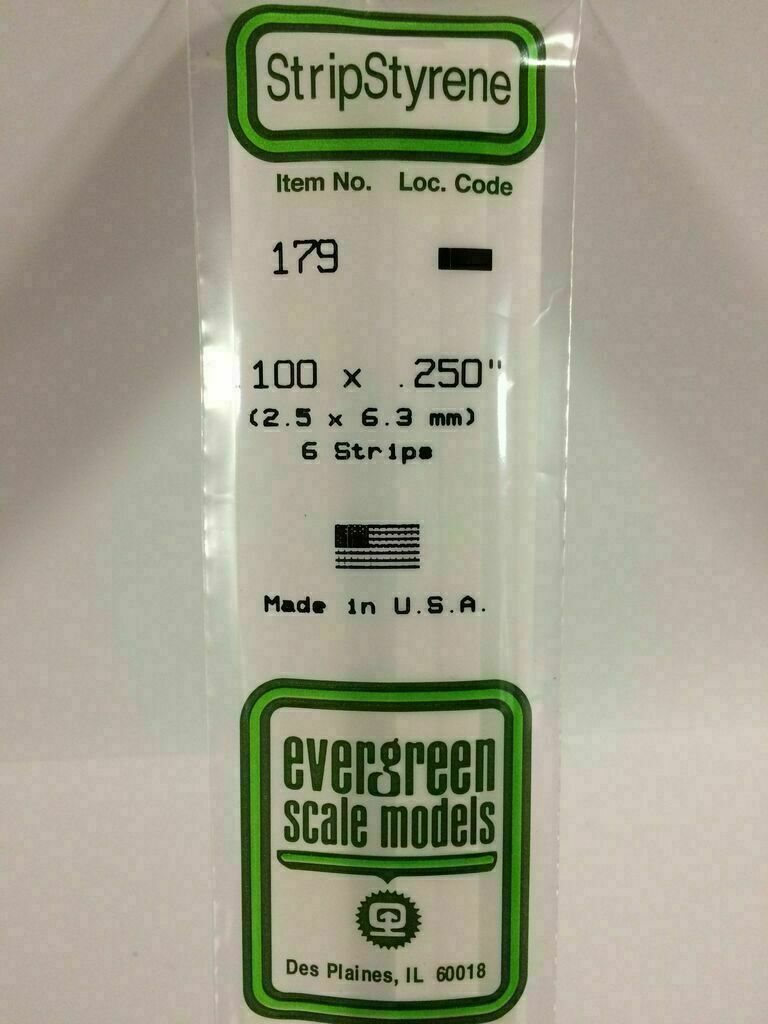 StripStyrene
Item No. Loc. Code
179
.100 x .250"
(2.5 x 6.3 mm)
6 Strips
Made in U.S.A.
evergreen
scale models
Des Plaines, IL 60018